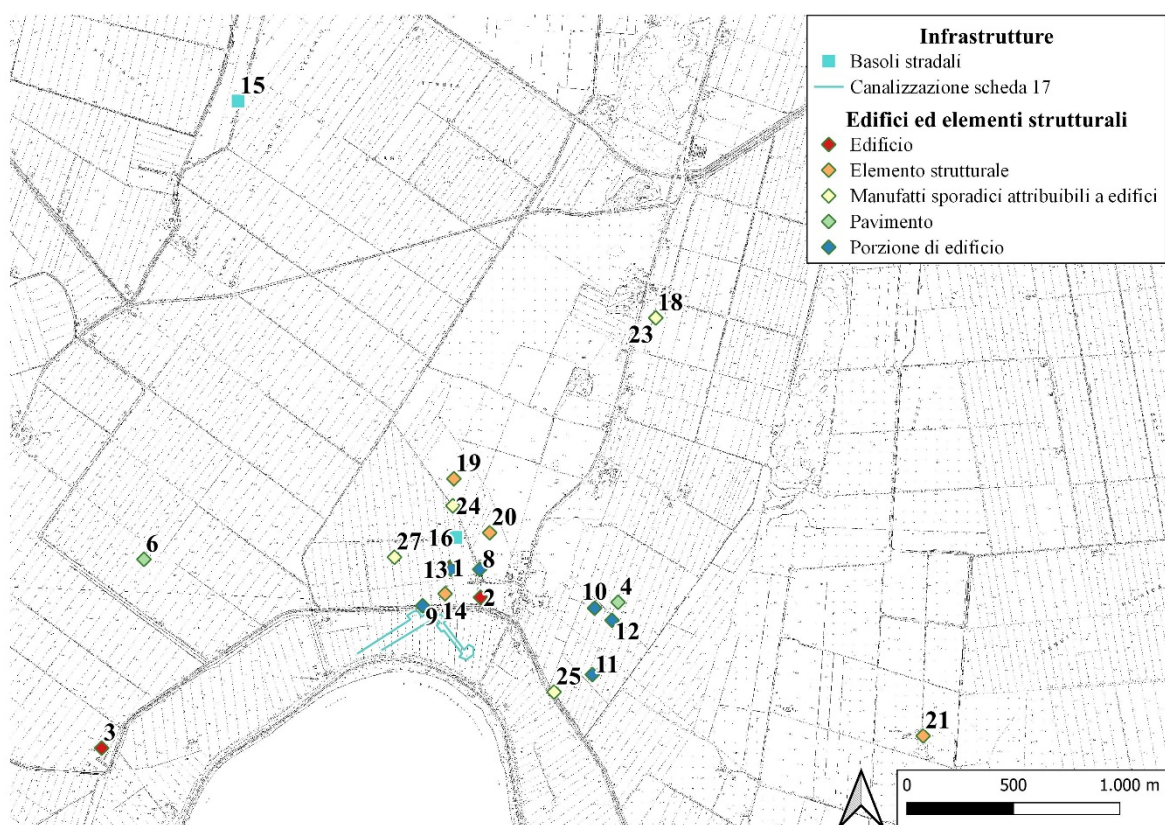 Infrastrutture
Basoli stradali
Canalizzazione scheda 17
Edifici ed elementi strutturali
Edificio
Elemento strutturale
Manufatti sporadici attribuibili a edifici
Pavimento
Porzione di edificio
15
18
23
19
24
20
16
27
6
13 1
8
2
14
9
10
4
12
11
25
3
21
0 500 1.000 m